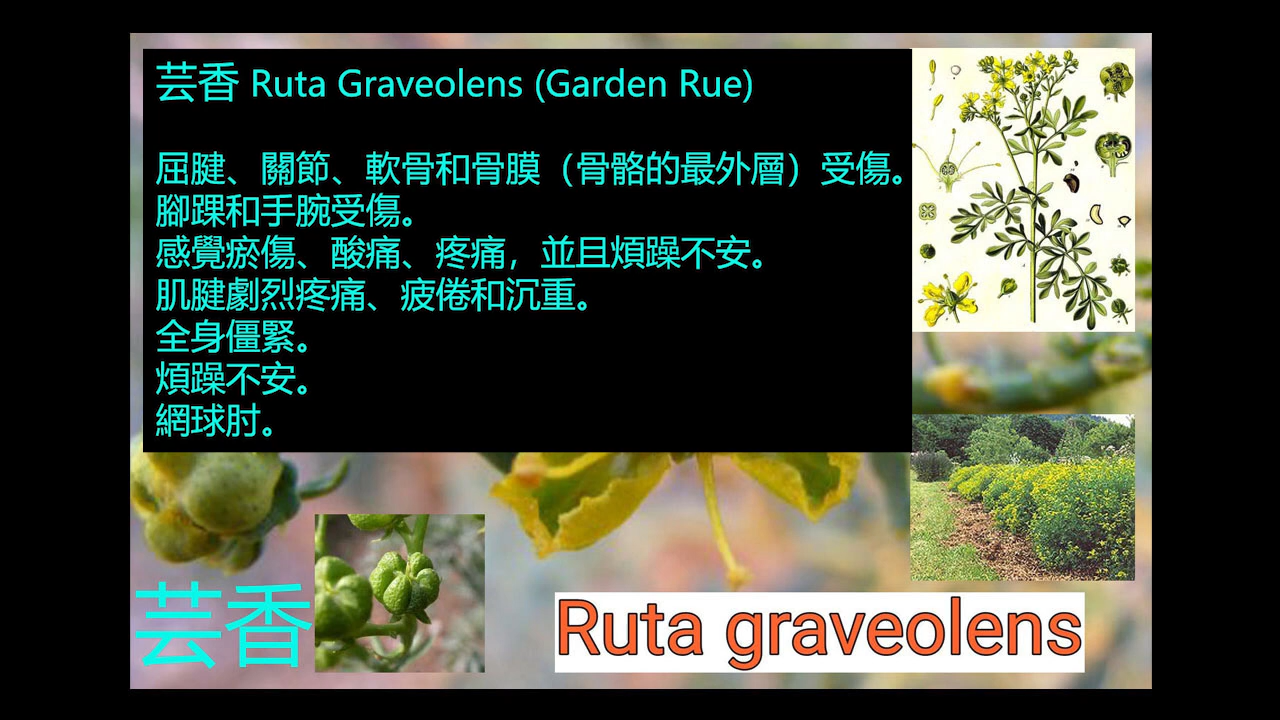 芸香 Ruta Graveolens (Garden Rue)
屈腱、關節、軟骨和骨膜（骨骼的最外層）受傷。
腳踝和手腕受傷。
感覺瘀傷、酸痛、疼痛，並且煩躁不安。
肌腱劇烈疼痛、疲倦和沉重。
全身僵緊。
煩躁不安。
網球肘。
芸香
Ruta graveolens